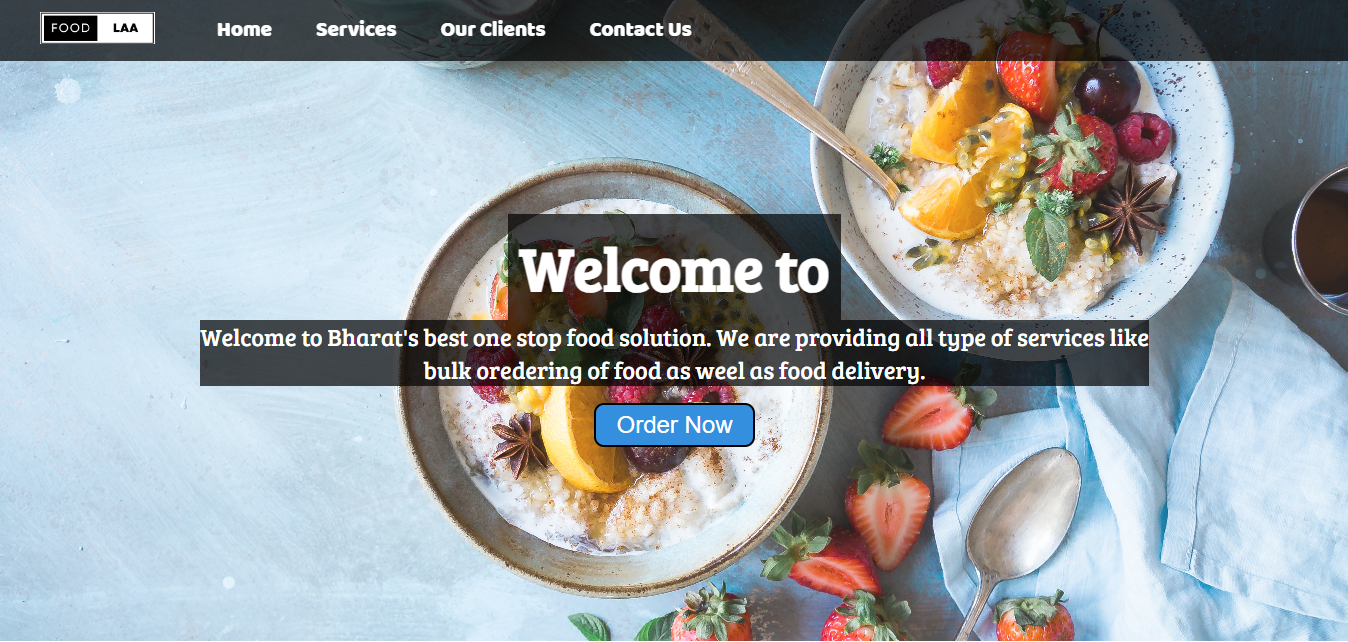 FOOD LAA Home Services Our Clients Contact Us
Welcome to
Welcome to Bharat's best one stop food solution. We are providing all type of services like
bulk oredering of food as weel as food delivery.
Order Now